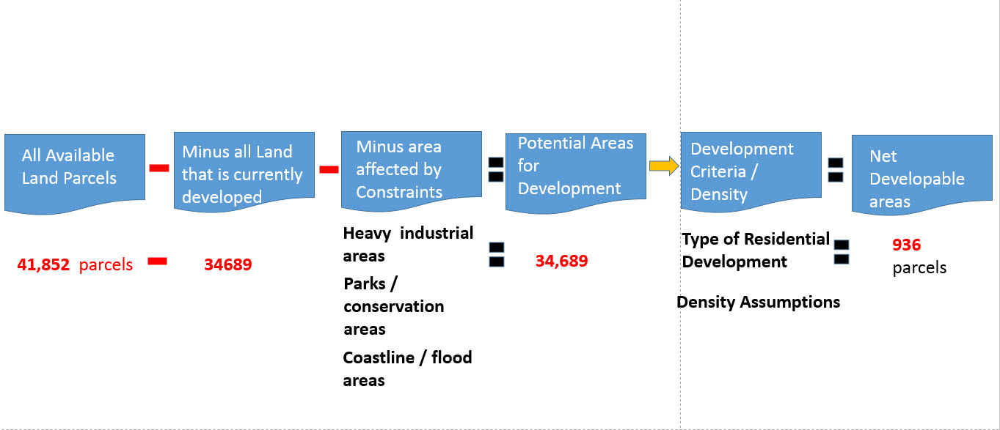 All Available
Land Parcels
Minus all Land
that is currently
developed
Minus area
affected by
Constraints
Potential Areas
for
Development
Development
Criteria /
Density
Net
Developable
areas
41,852 parcels
34689
Heavy industrial
areas
Parks /
conservation
areas
Coastline / flood
areas
34,689
Type of Residential
Development
Density Assumptions
936
parcels